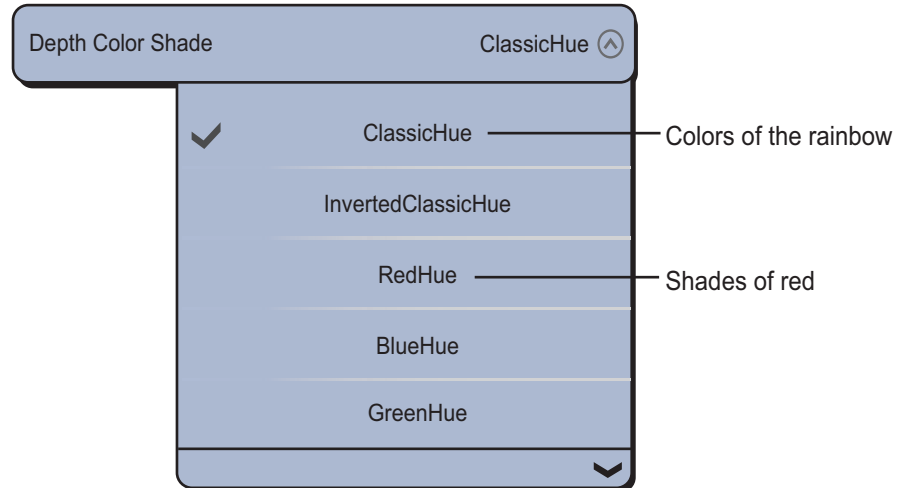 Depth Color Shade ClassicHue
ClassicHue Colors of the rainbow
InvertedClassicHue
RedHue Shades of red
BlueHue
GreenHue